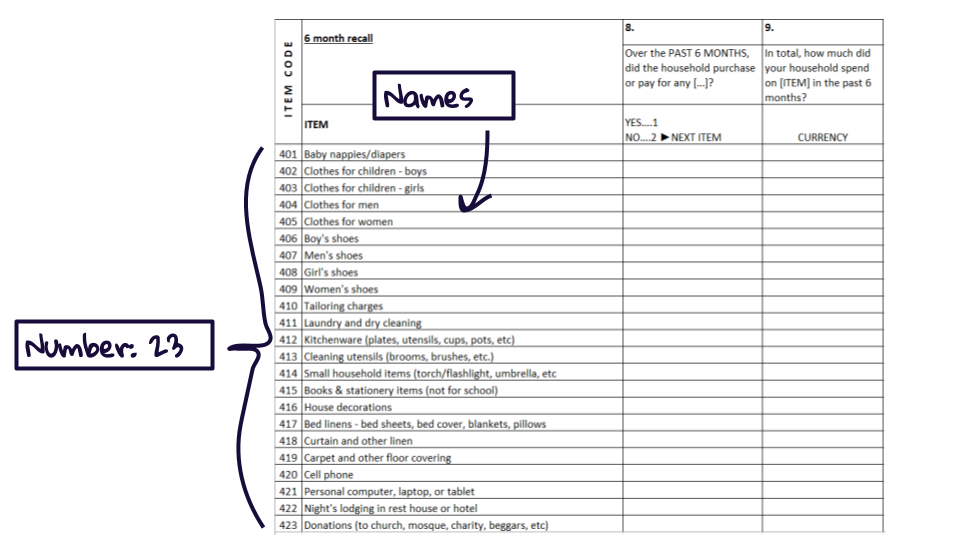 ITEM CODE
6 month recall
8.
9.
Over the PAST 6 MONTHS,
did the household purchase
or pay for any [...]?
In total, how much did
your household spend
on [ITEM] in the past 6
months?
Names
ITEM
YES....1
NO....2 ►NEXT ITEM
CURRENCY
401 Baby nappies/diapers
402 Clothes for children - boys
403 Clothes for children - girls
404 Clothes for men
405 Clothes for women
406 Boy's shoes
407 Men's shoes
408 Girl's shoes
409 Women's shoes
410 Tailoring charges
411 Laundry and dry cleaning
412 Kitchenware (plates, utensils, cups, pots, etc)
413 Cleaning utensils (brooms, brushes, etc.)
414 Small household items (torch/flashlight, umbrella, etc
415 Books & stationery items (not for school)
416 House decorations
417 Bed linens - bed sheets, bed cover, blankets, pillows
418 Curtain and other linen
419 Carpet and other floor covering
420 Cell phone
421 Personal computer, laptop, or tablet
422 Night's lodging in rest house or hotel
423 Donations (to church, mosque, charity, beggars, etc)
Number: 23